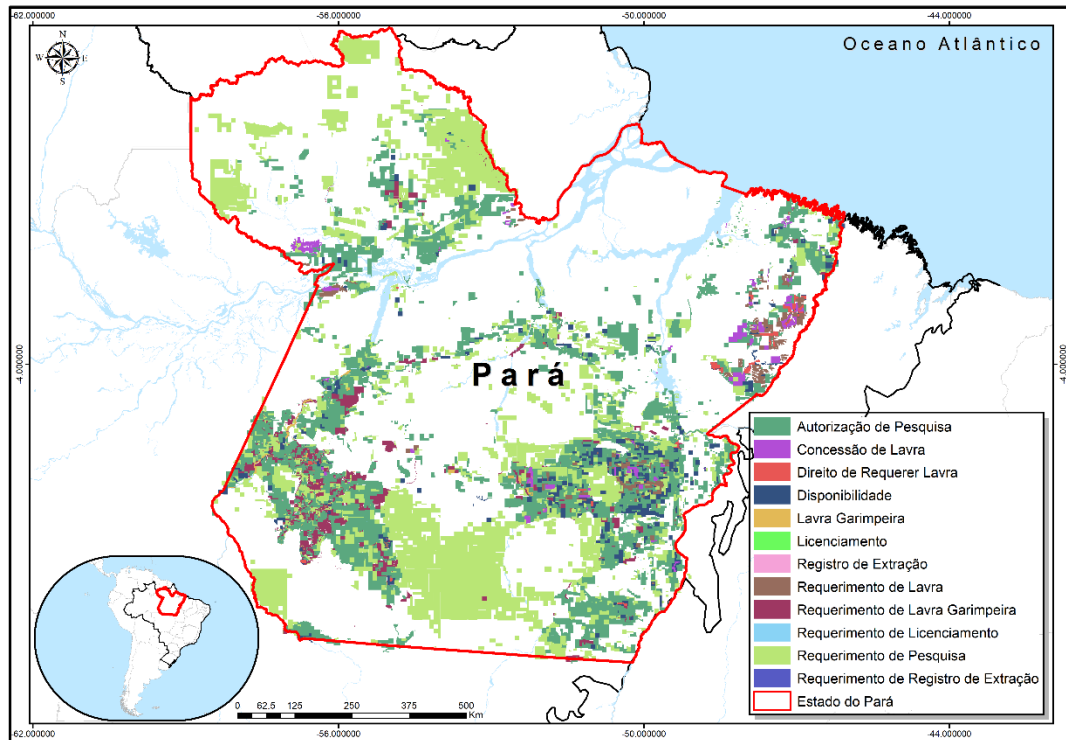 -62.000000 -56.000000 -50.000000 -44.000000
N
W E
S
Oceano Atlântico
-4.000000 -4.000000
Pará
Autorização de Pesquisa
Concessão de Lavra
Direito de Requerer Lavra
Disponibilidade
Lavra Garimpeira
Licenciamento
Registro de Extração
Requerimento de Lavra
Requerimento de Lavra Garimpeira
Requerimento de Licenciamento
Requerimento de Pesquisa
Requerimento de Registro de Extração
Estado do Pará
0 62.5 125 250 375 500
Km
-62.000000 -56.000000 -50.000000 -44.000000